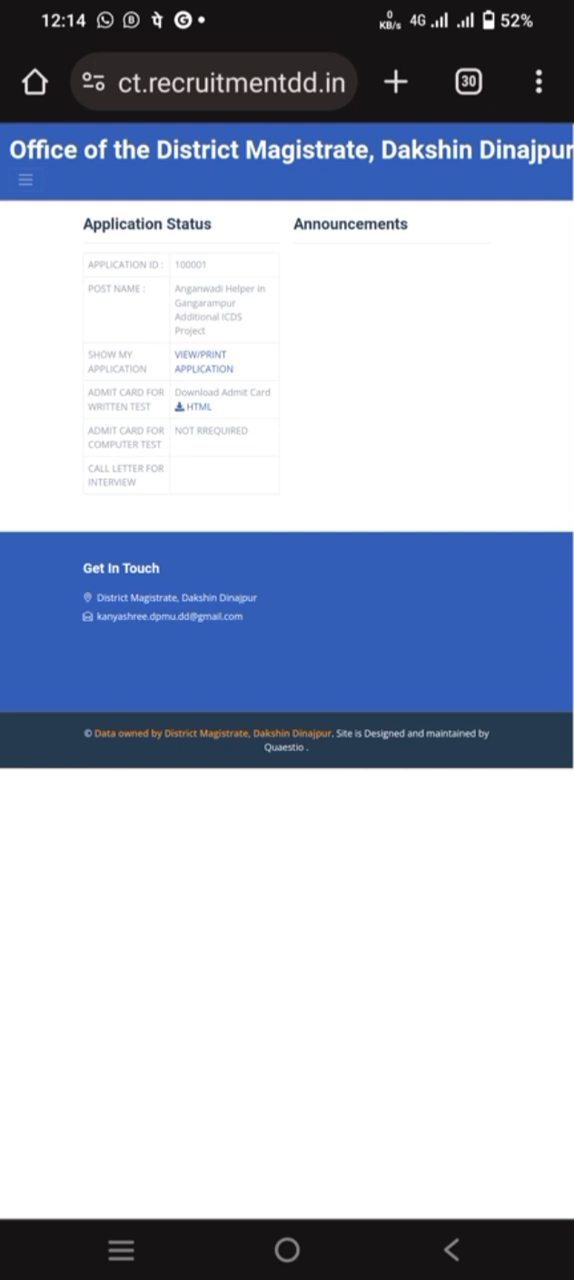 12:14
0
KB/s
4G
52%
ct.recruitmentdd.in
30
Office of the District Magistrate, Dakshin Dinajpur
Application Status
Announcements
APPLICATION ID :
100001
POST NAME :
Anganwadi Helper in
Gangarampur
Additional ICDS
Project
SHOW MY
APPLICATION
VIEW/PRINT
APPLICATION
ADMIT CARD FOR
WRITTEN TEST
Download Admit Card
HTML
ADMIT CARD FOR
COMPUTER TEST
NOT RREQUIRED
CALL LETTER FOR
INTERVIEW
Get In Touch
District Magistrate, Dakshin Dinajpur
kanyashree.dpmu.dd@gmail.com
© Data owned by District Magistrate, Dakshin Dinajpur. Site is Designed and maintained by
Quaestio .